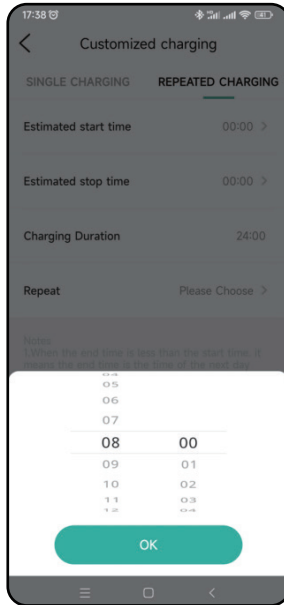 17:38
Customized charging
SINGLE CHARGING REPEATED CHARGING
Estimated start time 00:00 >
Estimated stop time 00:00 >
Charging Duration 24:00
Repeat Please Choose >
Notes
1.When the end time is less than the start time, it
means the end time is the time of the next day
04
05
06
07
08 00
09 01
10 02
11 03
12 04
OK